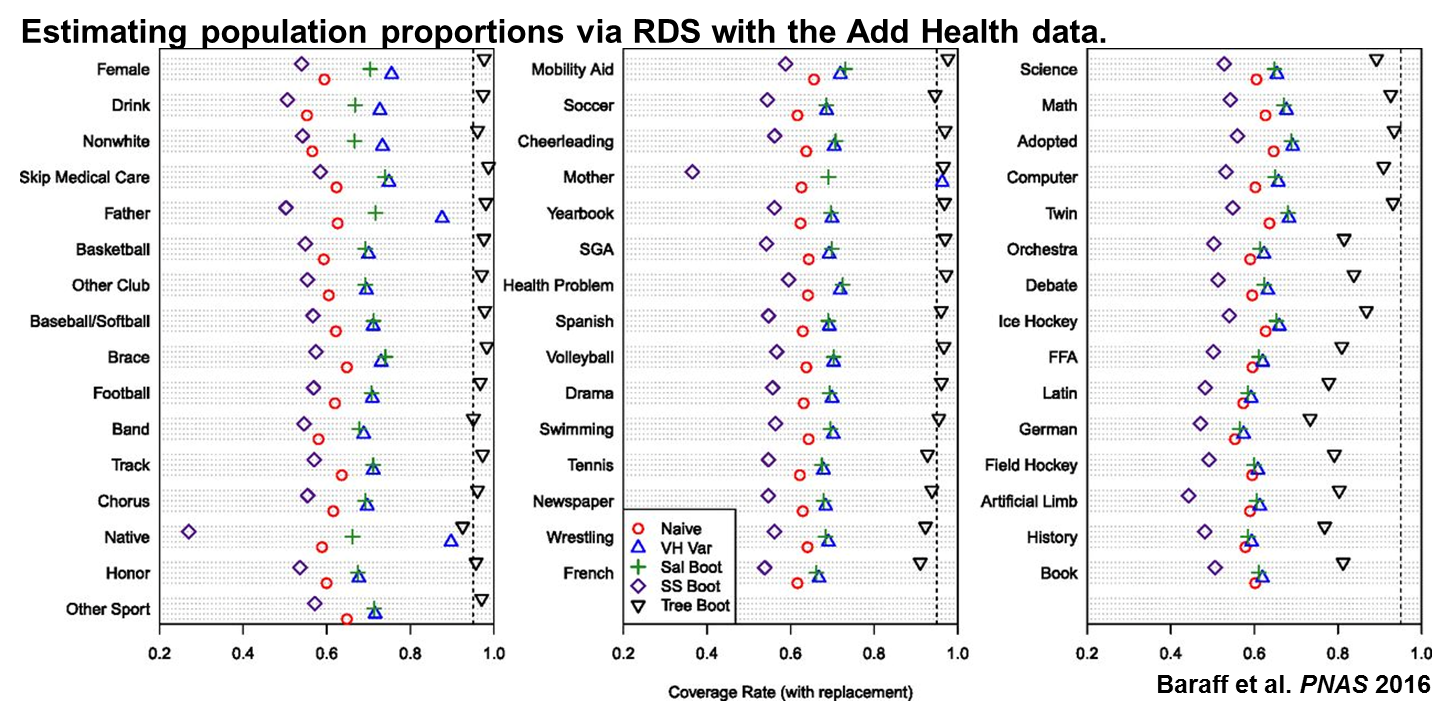 Estimating population proportions via RDS with the Add Health data.
Female
Drink
Nonwhite
Skip Medical Care
Father
Basketball
Other Club
Baseball/Softball
Brace
Football
Band
Track
Chorus
Native
Honor
Other Sport
0.2 0.4 0.6 0.8 1.0
Mobility Aid
Soccer
Cheerleading
Mother
Yearbook
SGA
Health Problem
Spanish
Volleyball
Drama
Swimming
Tennis
Newspaper
Wrestling
French
Naive
VH Var
Sal Boot
SS Boot
Tree Boot
0.2 0.4 0.6 0.8 1.0
Coverage Rate (with replacement)
Science
Math
Adopted
Computer
Twin
Orchestra
Debate
Ice Hockey
FFA
Latin
German
Field Hockey
Artificial Limb
History
Book
0.2 0.4 0.6 0.8 1.0
Baraff et al. PNAS 2016